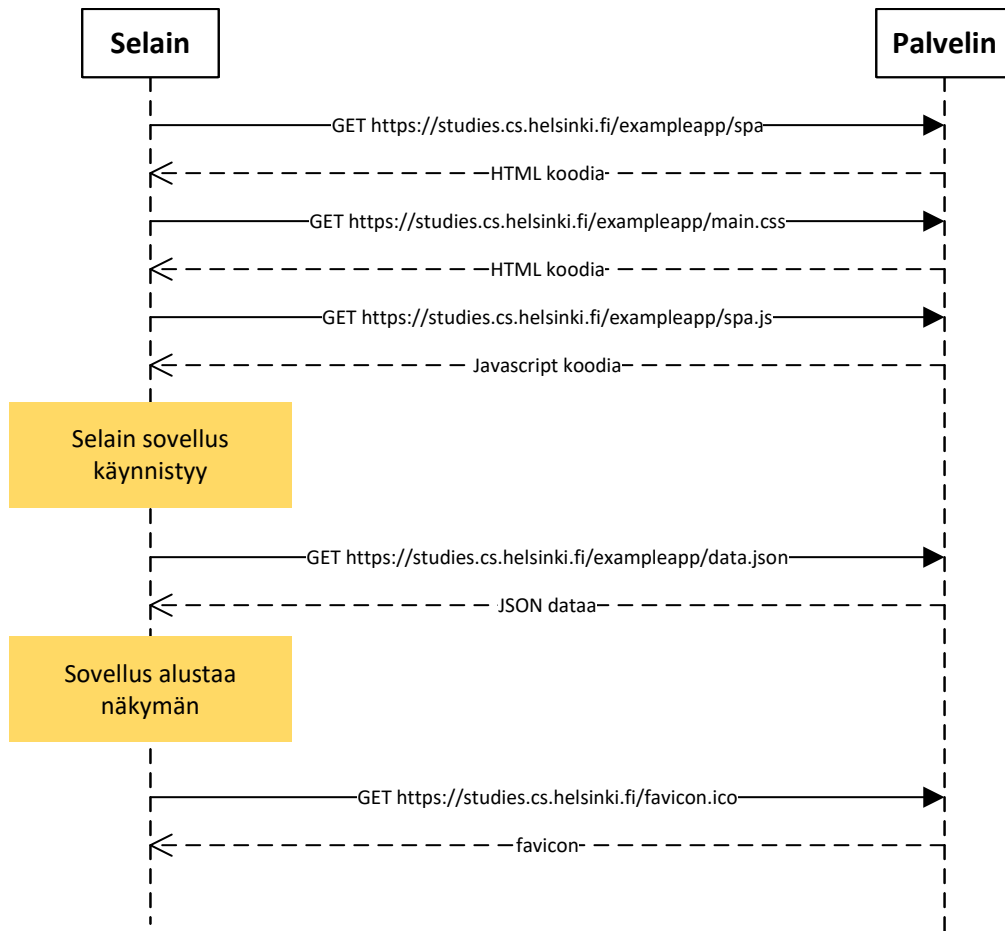 Selain
Palvelin
GET https://studies.cs.helsinki.fi/exampleapp/spa
HTML koodia
GET https://studies.cs.helsinki.fi/exampleapp/main.css
HTML koodia
GET https://studies.cs.helsinki.fi/exampleapp/spa.js
Javascript koodia
Selain sovellus
käynnistyy
GET https://studies.cs.helsinki.fi/exampleapp/data.json
JSON dataa
Sovellus alustaa
näkymän
GET https://studies.cs.helsinki.fi/favicon.ico
favicon